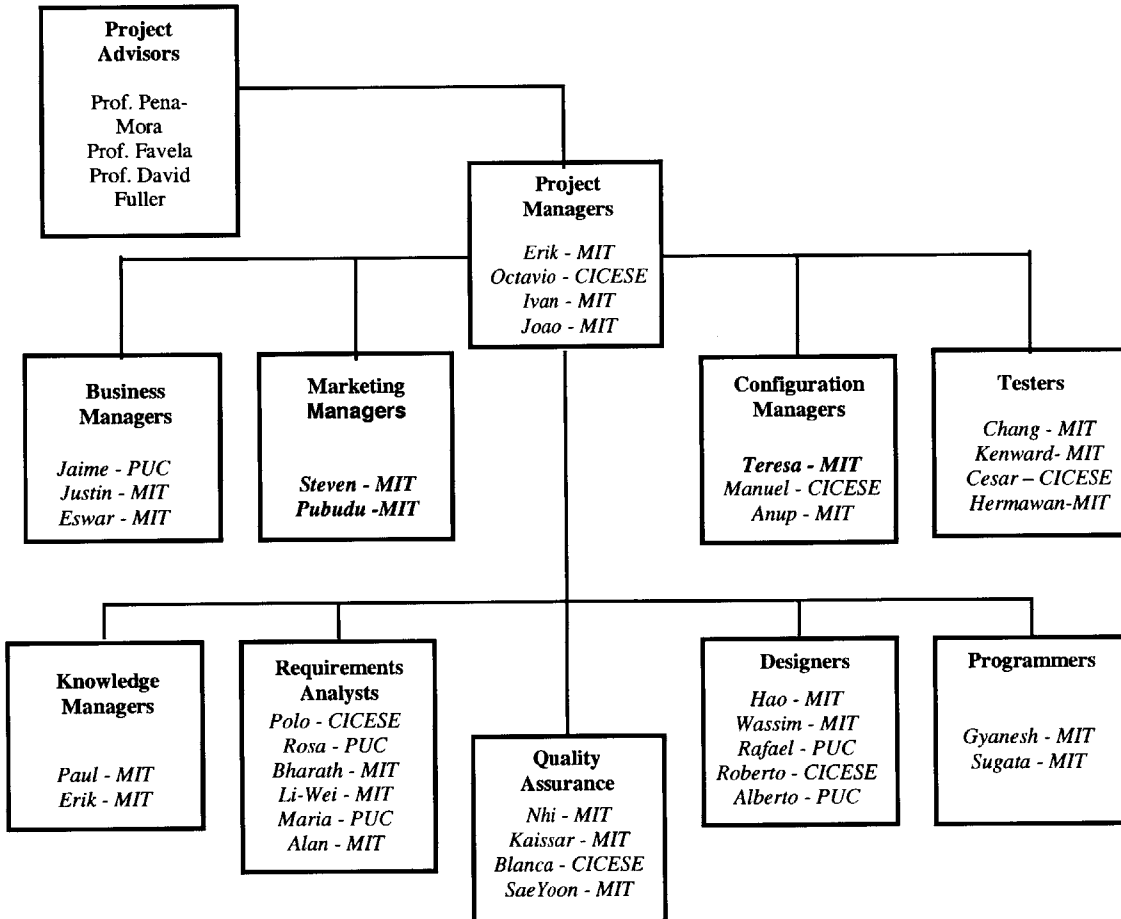 Project
Advisors
Prof. Pena-
Mora
Prof. Favela
Prof. David
Fuller
Project
Managers
Erik - MIT
Octavio - CICESE
Ivan - MIT
Joao - MIT
Business
Managers
Jaime - PUC
Justin - MIT
Eswar - MIT
Marketing
Managers
Steven - MIT
Pubudu -MIT
Configuration
Managers
Teresa - MIT
Manuel - CICESE
Anup - MIT
Testers
Chang - MIT
Kenward- MIT
Cesar – CICESE
Hermawan-MIT
Knowledge
Managers
Paul - MIT
Erik - MIT
Requirements
Analysts
Polo - CICESE
Rosa - PUC
Bharath - MIT
Li-Wei - MIT
Maria - PUC
Alan - MIT
Quality
Assurance
Nhi - MIT
Kaissar - MIT
Blanca - CICESE
SaeYoon - MIT
Designers
Hao - MIT
Wassim - MIT
Rafael - PUC
Roberto - CICESE
Alberto - PUC
Programmers
Gyanesh - MIT
Sugata - MIT